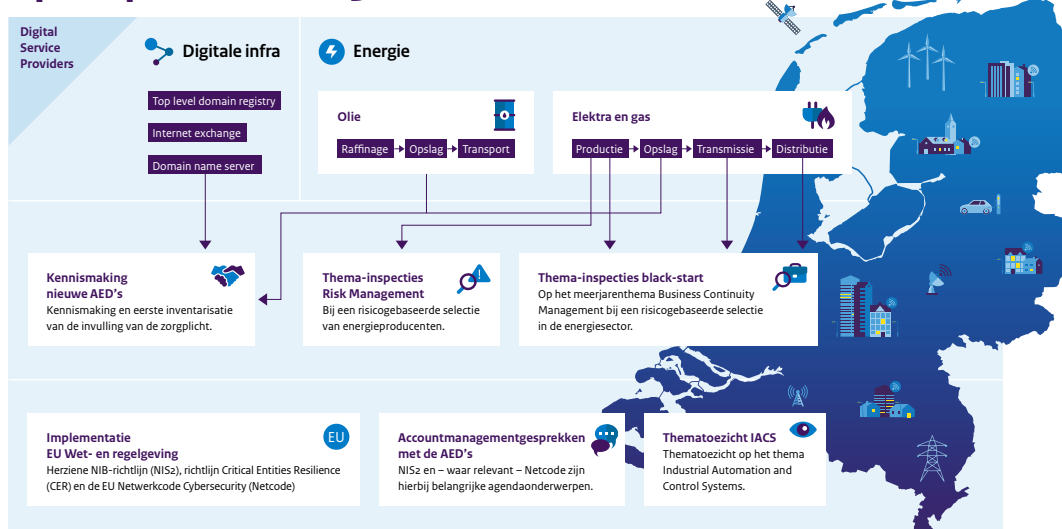 Digital
Service
Providers
Digitale infra
Energie
Top level domain registry
Internet exchange
Domain name server
Olie
Raffinage
Opslag
Transport
Elektra en gas
Productie
Opslag
Transmissie
Distributie
Kennismaking
nieuwe AED’s
Kennismaking en eerste inventarisatie
van de invulling van de zorgplicht.
Thema-inspecties
Risk Management
Bij een risicogebaseerde selectie
van energieproducenten.
Thema-inspecties black-start
Op het meerjarenthema Business Continuity
Management bij een risicogebaseerde selectie
in de energiesector.
Implementatie
EU Wet- en regelgeving
Herziene NIB-richtlijn (NIS2), richtlijn Critical Entities Resilience
(CER) en de EU Netwerkcode Cybersecurity (Netcode)
EU
Accountmanagementgesprekken
met de AED’s
NIS2 en – waar relevant – Netcode zijn
hierbij belangrijke agendaonderwerpen.
Thematoezicht IACS
Thematoezicht op het thema
Industrial Automation and
Control Systems.